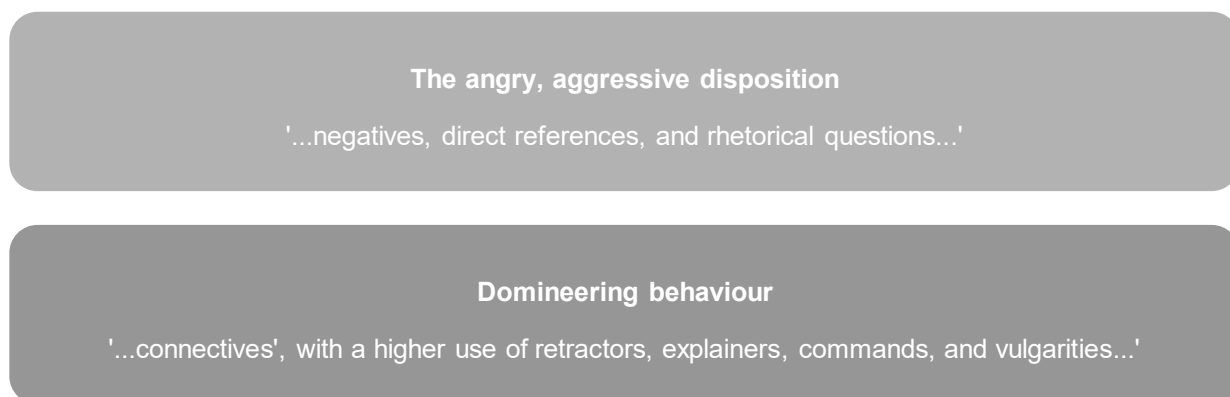 The angry, aggressive disposition
'...negatives, direct references, and rhetorical questions...'
Domineering behaviour
'...connectives', with a higher use of retractors, explainers, commands, and vulgarities...'